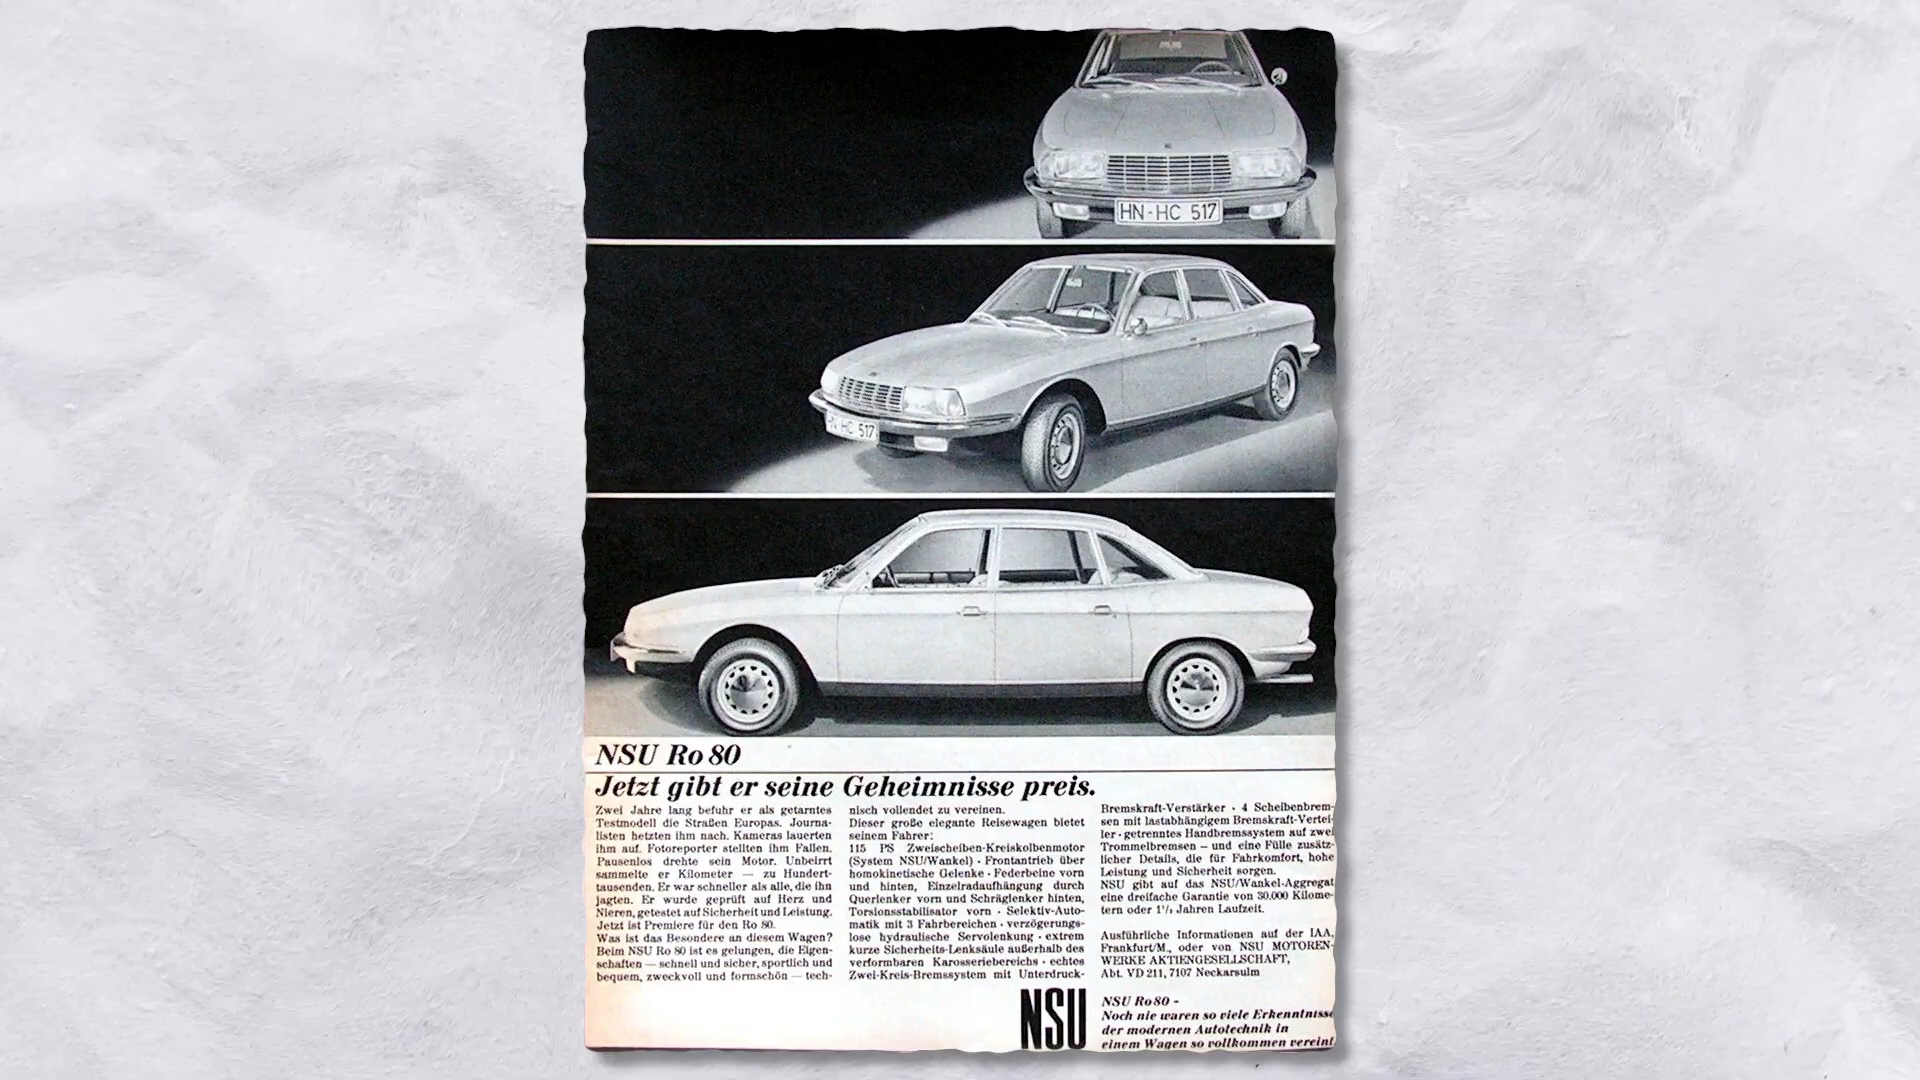 HN-HC 517
HN-HC 517
NSU Ro 80
Jetzt gibt er seine Geheimnisse preis.
Zwei Jahre lang befuhr er als getarntes
Testmodell die Straßen Europas. Journa-
listen hetzten ihm nach. Kameras lauerten
ihm auf. Fotoreporter stellten ihm Fallen.
Pausenlos drehte sein Motor. Unbeirrt
sammelte er Kilometer — zu Hundert-
tausenden. Er war schneller als alle, die ihn
jagten. Er wurde geprüft auf Herz und
Nieren, getestet auf Sicherheit und Leistung.
Jetzt ist Premiere für den Ro 80.
Was ist das Besondere an diesem Wagen?
Beim NSU Ro 80 ist es gelungen, die Eigen-
schaften — schnell und sicher, sportlich und
bequem, zweckvoll und formschön — tech-
nisch vollendet zu vereinen.
Dieser große elegante Reisewagen bietet
seinem Fahrer:
115 PS Zweischeiben-Kreiskolbenmotor
(System NSU/Wankel) · Frontantrieb über
homokinetische Gelenke · Federbeine vorn
und hinten, Einzelradaufhängung durch
Querlenker vorn und Schräglenker hinten,
Torsionsstabilisator vorn · Selektiv-Auto-
matik mit 3 Fahrbereichen · verzögerungs-
lose hydraulische Servolenkung · extrem
kurze Sicherheits-Lenksäule außerhalb des
verformbaren Karosseriebereichs · echtes
Zwei-Kreis-Bremssystem mit Unterdruck-
Bremskraft-Verstärker · 4 Scheibenbrem-
sen mit lastabhängigem Bremskraft-Vertei-
ler · getrenntes Handbremssystem auf zwei
Trommelbremsen — und eine Fülle zusätz-
licher Details, die für Fahrkomfort, hohe
Leistung und Sicherheit sorgen.
NSU gibt auf das NSU/Wankel-Aggregat
eine dreifache Garantie von 30.000 Kilome-
tern oder 1½ Jahren Laufzeit.
Ausführliche Informationen auf der IAA,
Frankfurt/M., oder von NSU MOTOREN-
WERKE AKTIENGESELLSCHAFT,
Abt. VD 211, 7107 Neckarsulm
NSU
NSU Ro 80 -
Noch nie waren so viele Erkenntnisse
der modernen Autotechnik in
einem Wagen so vollkommen vereint